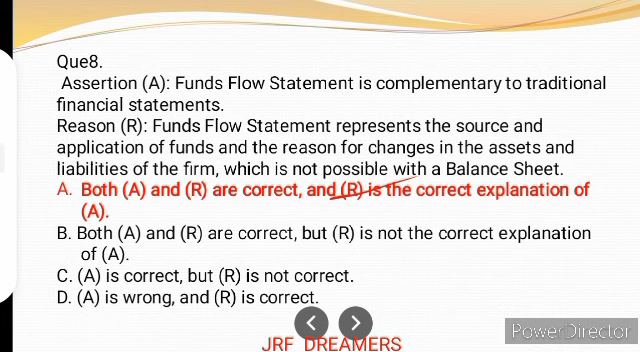 Que8.
Assertion (A): Funds Flow Statement is complementary to traditional
financial statements.
Reason (R): Funds Flow Statement represents the source and
application of funds and the reason for changes in the assets and
liabilities of the firm, which is not possible with a Balance Sheet.
A. Both (A) and (R) are correct, and (R) is the correct explanation of
(A).
B. Both (A) and (R) are correct, but (R) is not the correct explanation
of (A).
C. (A) is correct, but (R) is not correct.
D. (A) is wrong, and (R) is correct.
PowerDirector
JRF DREAMERS